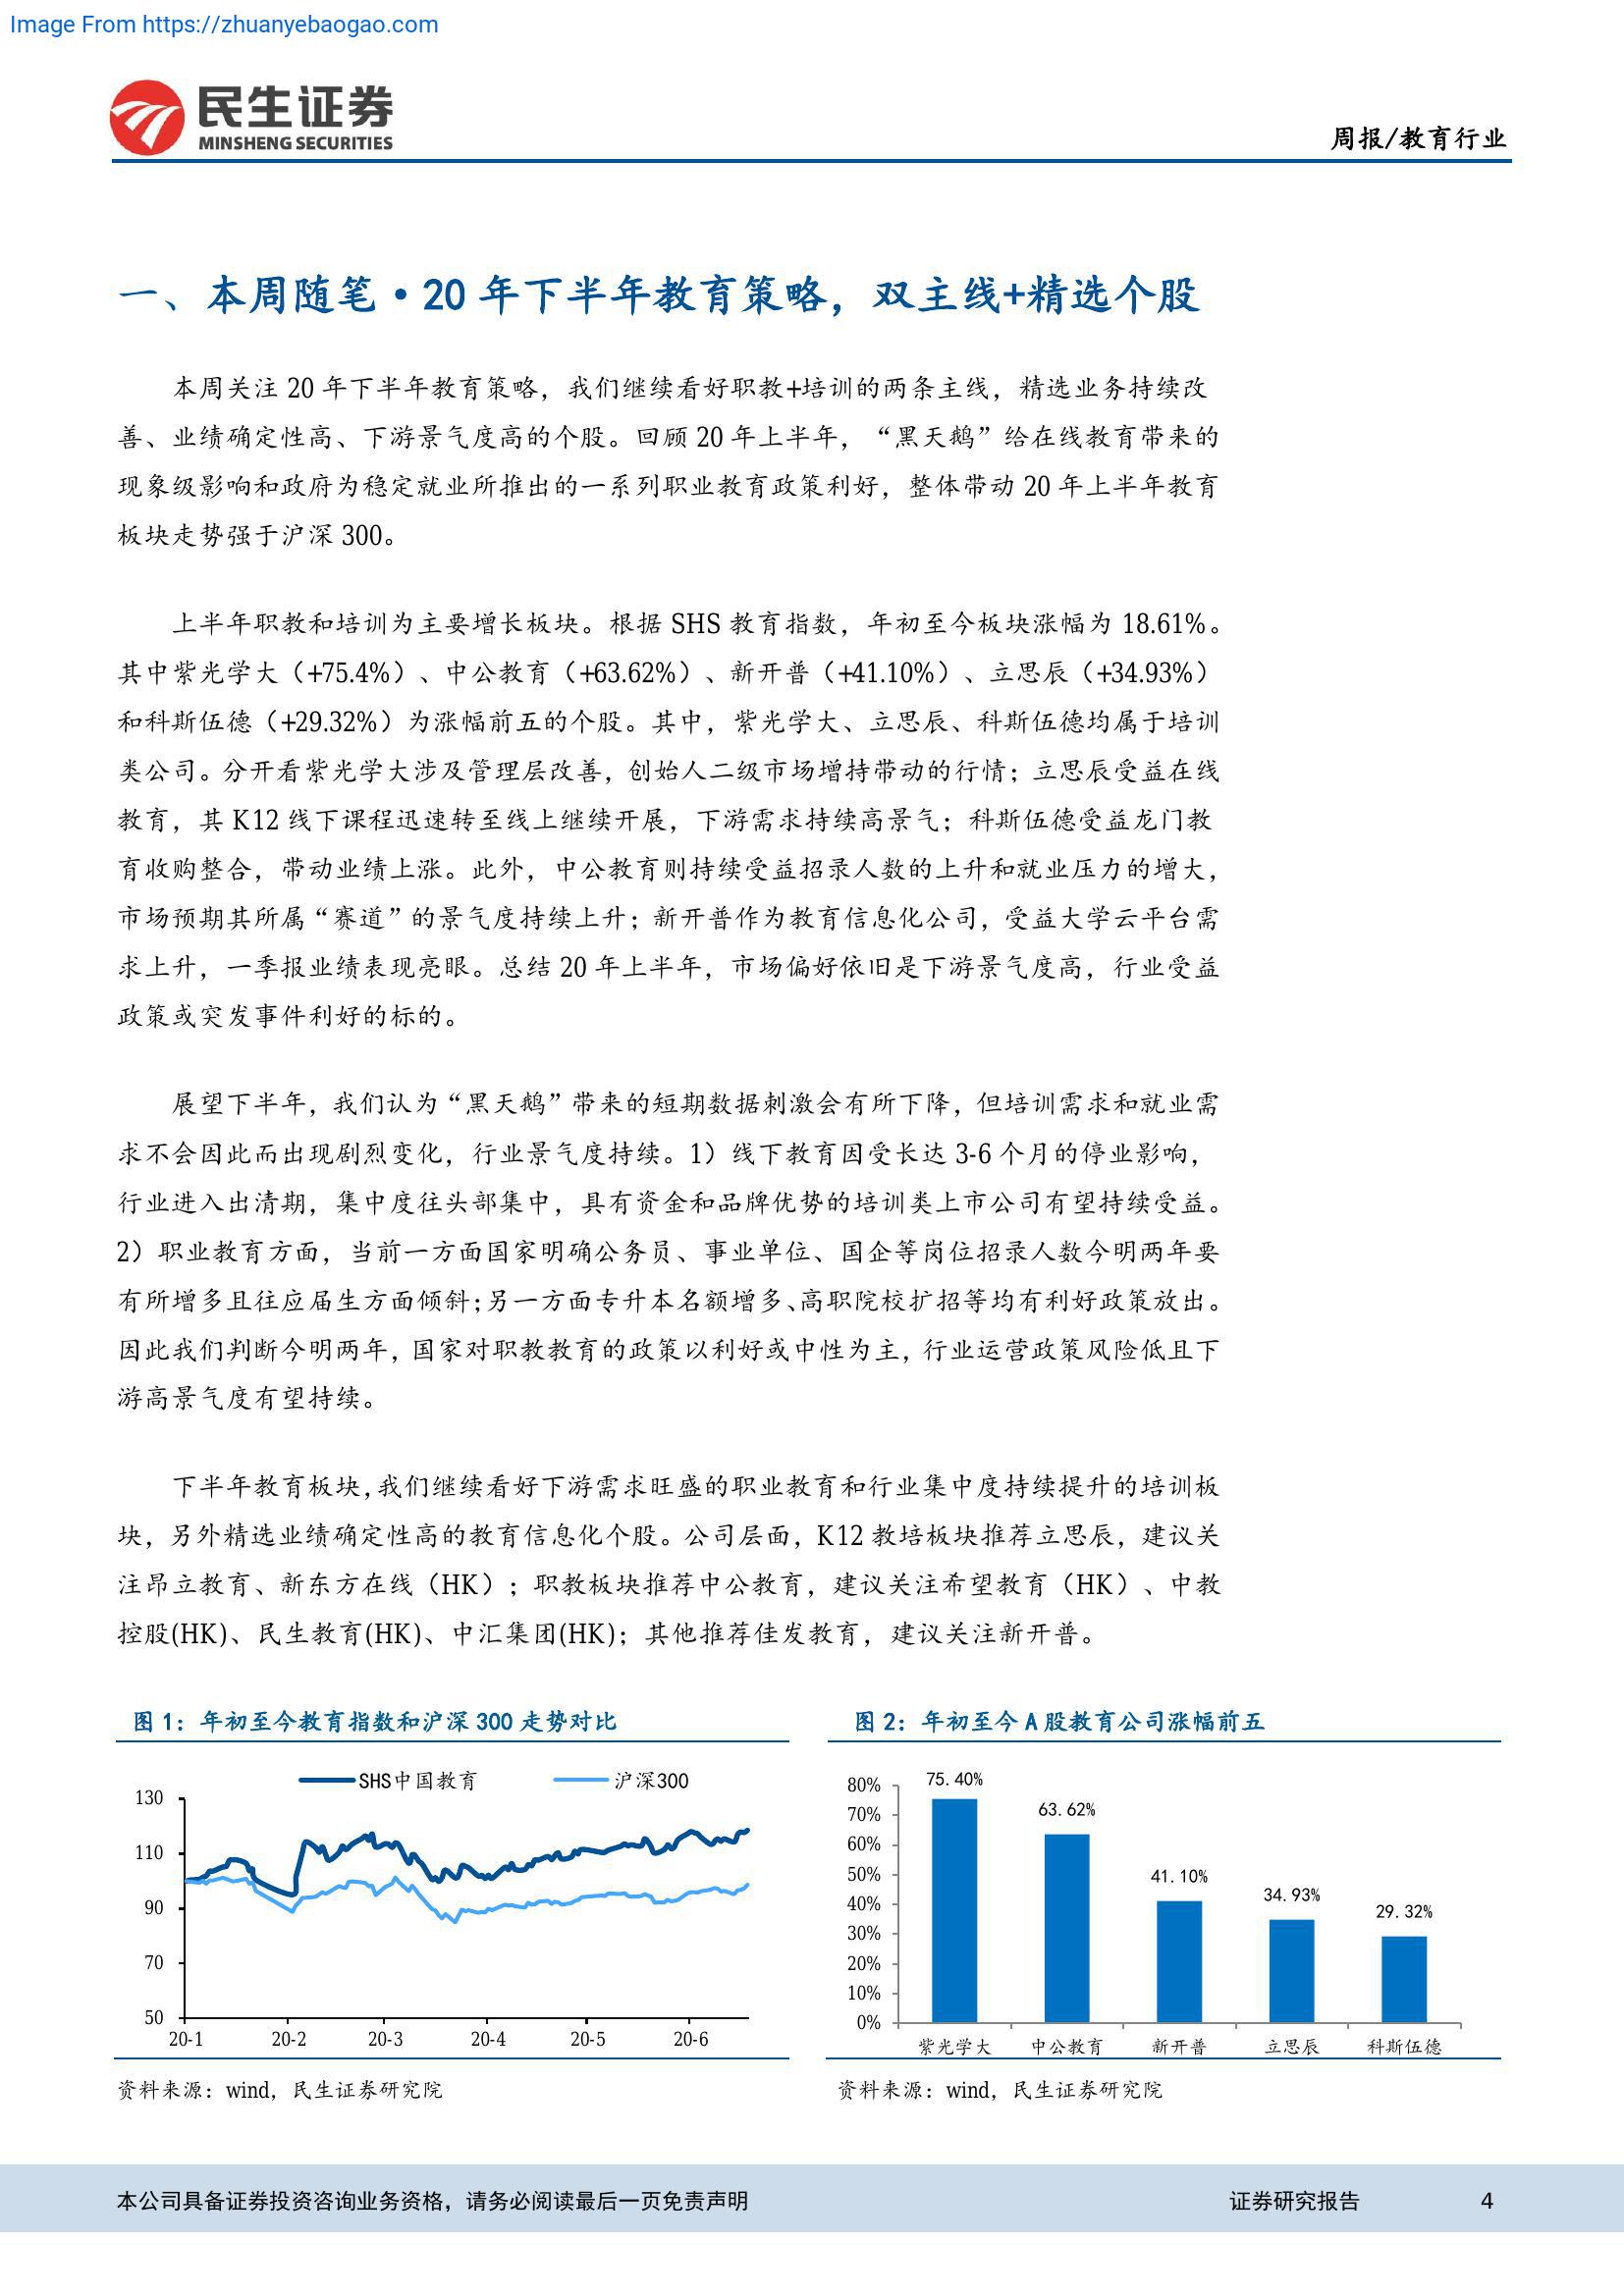 Image From https://zhuanyebaogao.com
民生证券
MINSHENG SECURITIES
周报/教育行业
一、本周随笔·20 年下半年教育策略，双主线+精选个股
本周关注 20 年下半年教育策略，我们继续看好职教+培训的两条主线，精选业务持续改
善、业绩确定性高、下游景气度高的个股。回顾 20 年上半年，“黑天鹅”给在线教育带来的
现象级影响和政府为稳定就业所推出的一系列职业教育政策利好，整体带动 20 年上半年教育
板块走势强于沪深 300。
上半年职教和培训为主要增长板块。根据 SHS 教育指数，年初至今板块涨幅为 18.61%。
其中紫光学大（+75.4%）、中公教育（+63.62%）、新开普（+41.10%）、立思辰（+34.93%）
和科斯伍德（+29.32%）为涨幅前五的个股。其中，紫光学大、立思辰、科斯伍德均属于培训
类公司。分开看紫光学大涉及管理层改善，创始人二级市场增持带动的行情；立思辰受益在线
教育，其 K12 线下课程迅速转至线上继续开展，下游需求持续高景气；科斯伍德受益龙门教
育收购整合，带动业绩上涨。此外，中公教育则持续受益招录人数的上升和就业压力的增大，
市场预期其所属“赛道”的景气度持续上升；新开普作为教育信息化公司，受益大学云平台需
求上升，一季报业绩表现亮眼。总结 20 年上半年，市场偏好依旧是下游景气度高，行业受益
政策或突发事件利好的标的。
展望下半年，我们认为“黑天鹅”带来的短期数据刺激会有所下降，但培训需求和就业需
求不会因此而出现剧烈变化，行业景气度持续。1）线下教育因受长达 3-6 个月的停业影响，
行业进入出清期，集中度往头部集中，具有资金和品牌优势的培训类上市公司有望持续受益。
2）职业教育方面，当前一方面国家明确公务员、事业单位、国企等岗位招录人数今明两年要
有所增多且往应届生方面倾斜；另一方面专升本名额增多、高职院校扩招等均有利好政策放出。
因此我们判断今明两年，国家对职教教育的政策以利好或中性为主，行业运营政策风险低且下
游高景气度有望持续。
下半年教育板块，我们继续看好下游需求旺盛的职业教育和行业集中度持续提升的培训板
块，另外精选业绩确定性高的教育信息化个股。公司层面，K12 教培板块推荐立思辰，建议关
注昂立教育、新东方在线（HK）；职教板块推荐中公教育，建议关注希望教育（HK）、中教
控股(HK)、民生教育(HK)、中汇集团(HK)；其他推荐佳发教育，建议关注新开普。
图 1：年初至今教育指数和沪深 300 走势对比
SHS中国教育 沪深300
130
110
90
70
50
20-1 20-2 20-3 20-4 20-5 20-6
资料来源：wind，民生证券研究院
图 2：年初至今 A 股教育公司涨幅前五
80%
70%
60%
50%
40%
30%
20%
10%
0%
75.40% 63.62% 41.10% 34.93% 29.32%
紫光学大 中公教育 新开普 立思辰 科斯伍德
资料来源：wind，民生证券研究院
本公司具备证券投资咨询业务资格，请务必阅读最后一页免责声明 证券研究报告 4